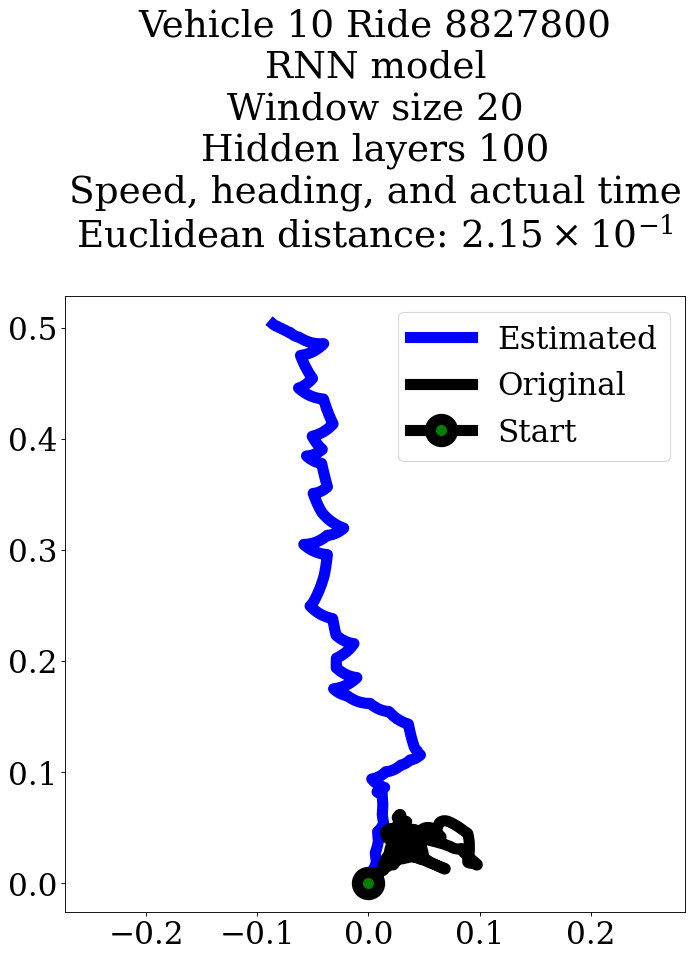 Vehicle 10 Ride 8827800
RNN model
Window size 20
Hidden layers 100
Speed, heading, and actual time
Euclidean distance: 2.15 × 10⁻¹
Estimated
Original
Start
0.5
0.4
0.3
0.2
0.1
0.0
−0.2 −0.1 0.0 0.1 0.2